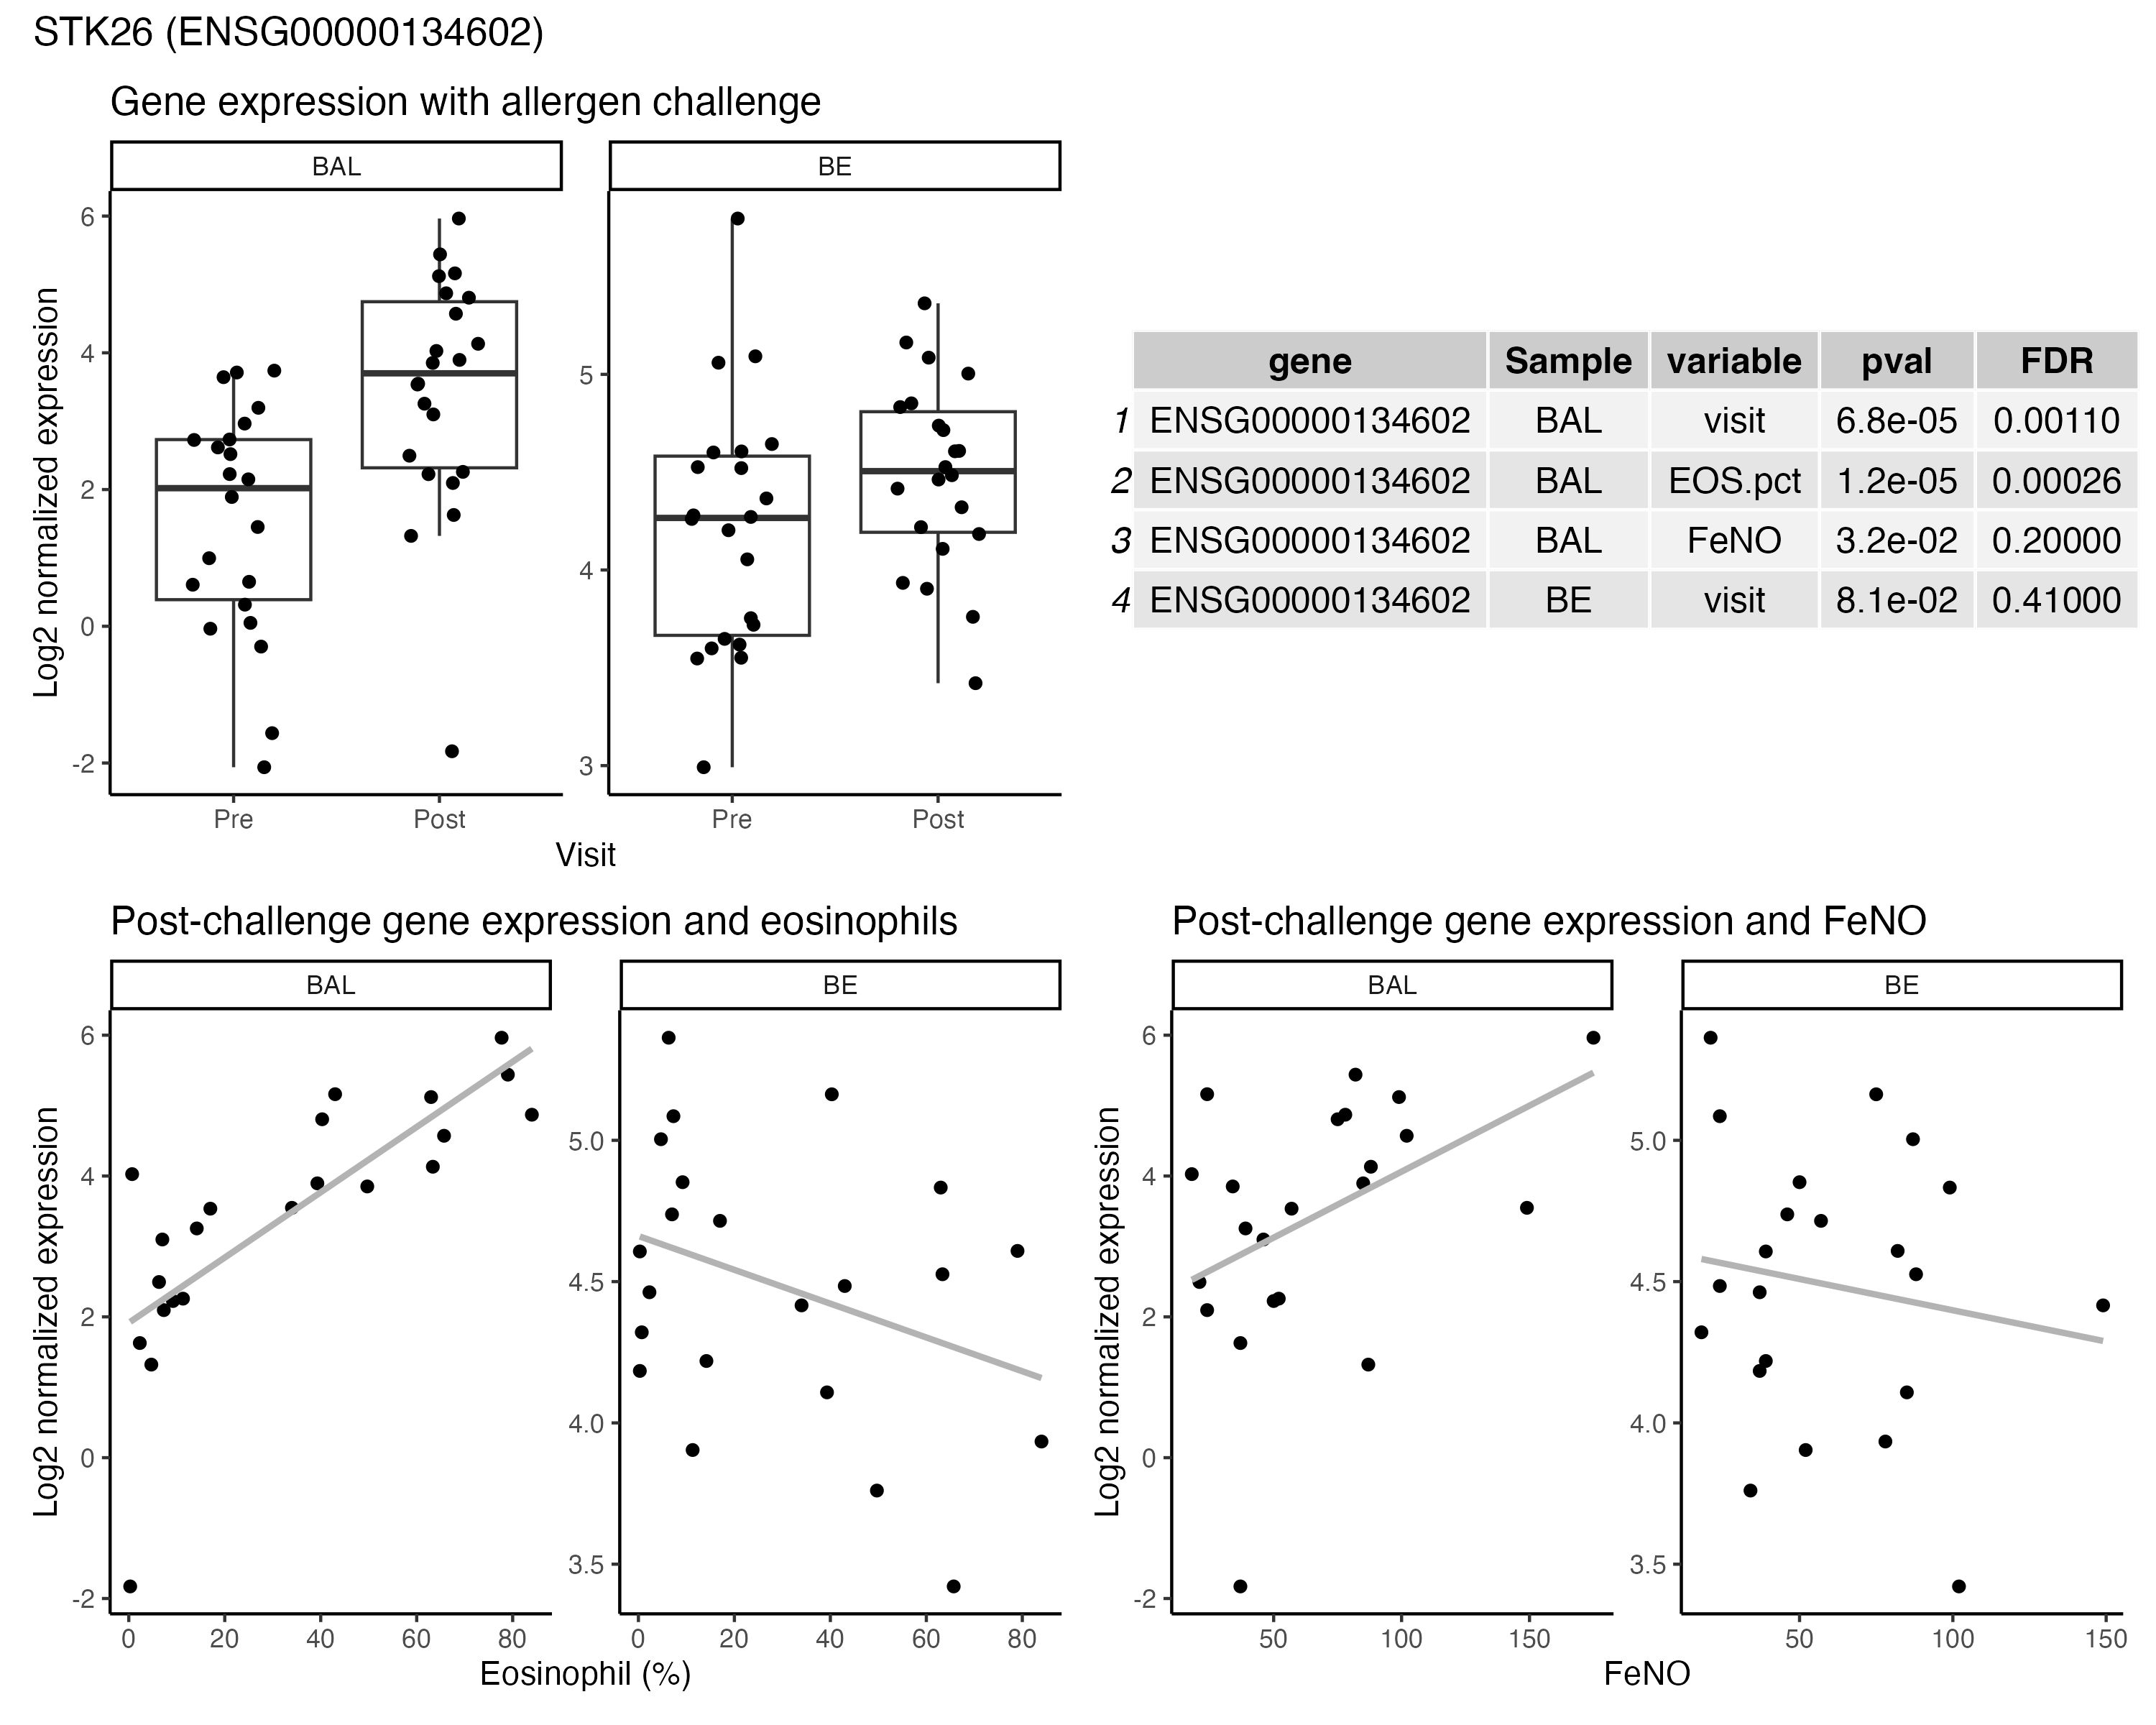 STK26 (ENSG00000134602)
Gene expression with allergen challenge
BAL
BE
Log2 normalized expression
6
4
2
0
-2
5
4
3
Pre
Post
Pre
Post
Visit
gene Sample variable pval FDR
1 ENSG00000134602 BAL visit 6.8e-05 0.00110
2 ENSG00000134602 BAL EOS.pct 1.2e-05 0.00026
3 ENSG00000134602 BAL FeNO 3.2e-02 0.20000
4 ENSG00000134602 BE visit 8.1e-02 0.41000
Post-challenge gene expression and eosinophils
BAL
BE
Log2 normalized expression
6
4
2
0
-2
5.0
4.5
4.0
3.5
0 20 40 60 80
0 20 40 60 80
Eosinophil (%)
Post-challenge gene expression and FeNO
BAL
BE
Log2 normalized expression
6
4
2
0
-2
5.0
4.5
4.0
3.5
50 100 150
50 100 150
FeNO